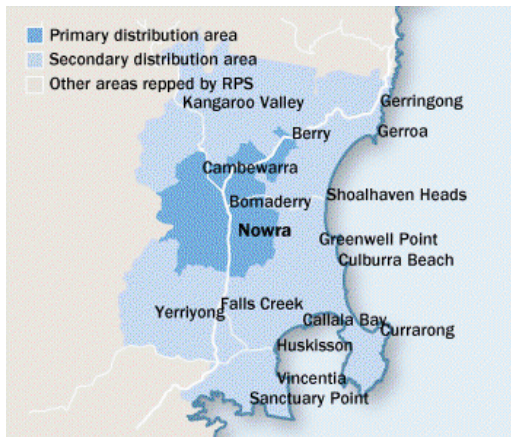 Primary distribution area
Secondary distribution area
Other areas repped by RPS
Kangaroo Valley
Gerringong
Berry
Gerroa
Cambewarra
Bomaderry
Shoalhaven Heads
Nowra
Greenwell Point
Culburra Beach
Falls Creek
Yerriyong
Callala Bay
Currarong
Huskisson
Vincentia
Sanctuary Point